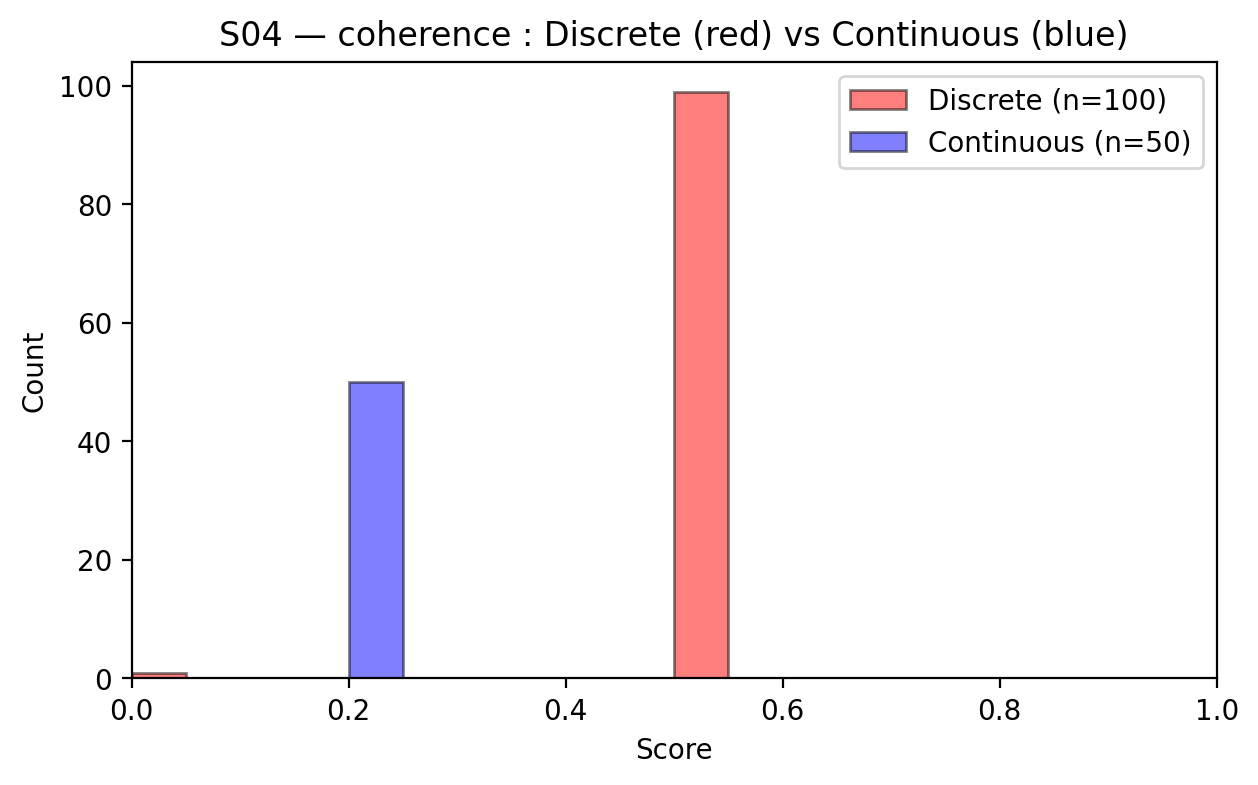 S04 — coherence : Discrete (red) vs Continuous (blue)
Discrete (n=100)
Continuous (n=50)
100
80
60
40
20
0
Count
0.0 0.2 0.4 0.6 0.8 1.0
Score